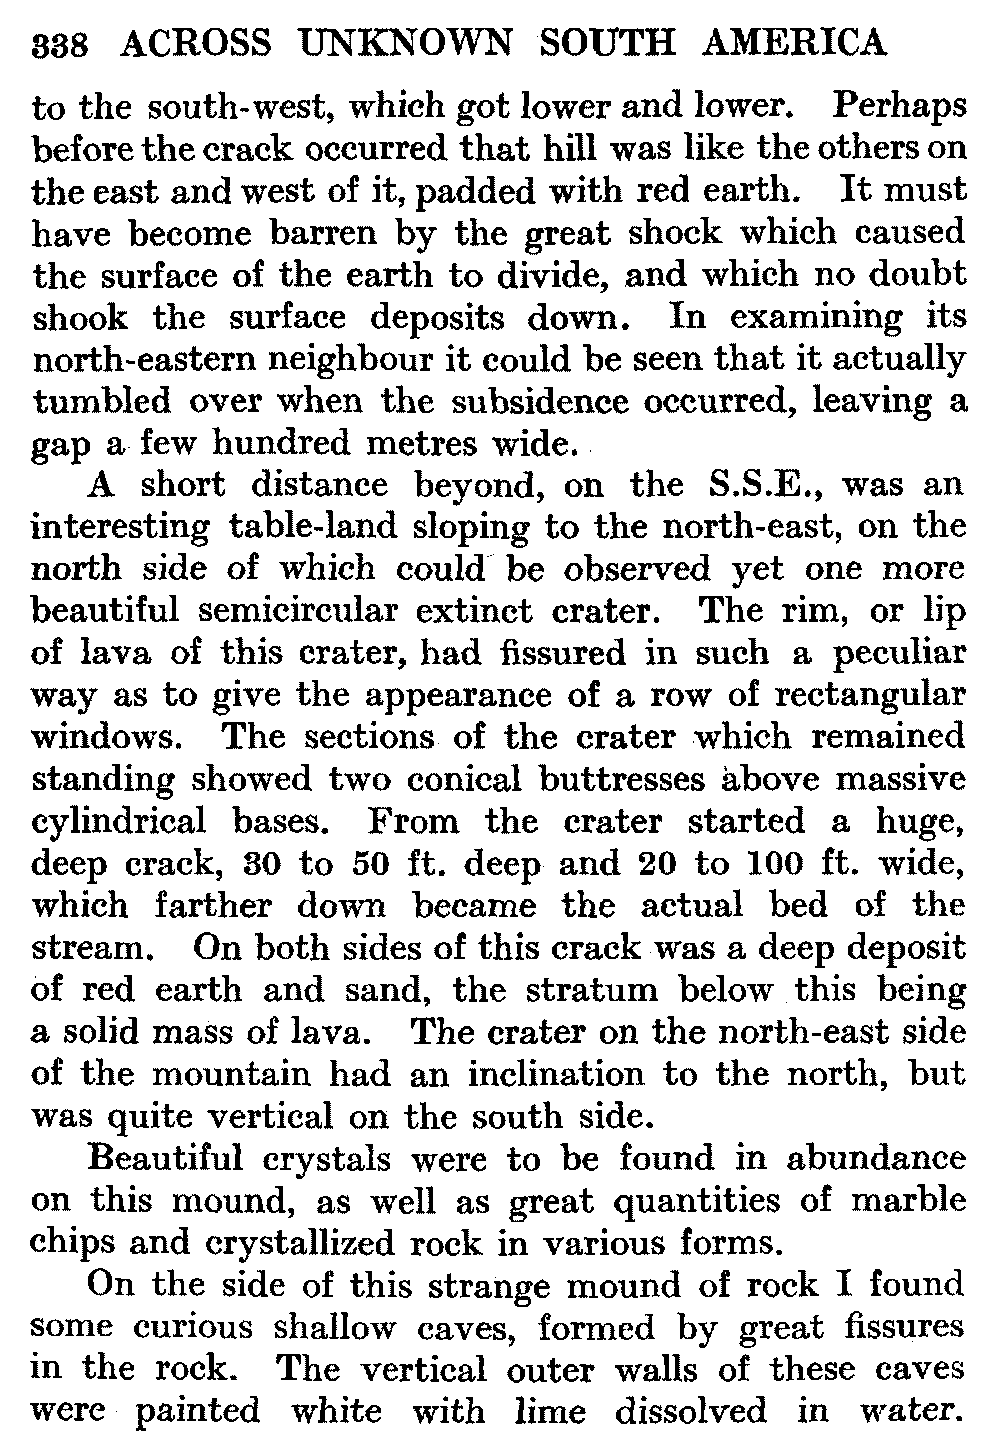 338 ACROSS UNKNOWN SOUTH AMERICA
to the south-west, which got lower and lower. Perhaps
before the crack occurred that hill was like the others on
the east and west of it, padded with red earth. It must
have become barren by the great shock which caused
the surface of the earth to divide, and which no doubt
shook the surface deposits down. In examining its
north-eastern neighbour it could be seen that it actually
tumbled over when the subsidence occurred, leaving a
gap a few hundred metres wide.
A short distance beyond, on the S.S.E., was an
interesting table-land sloping to the north-east, on the
north side of which could be observed yet one more
beautiful semicircular extinct crater. The rim, or lip
of lava of this crater, had fissured in such a peculiar
way as to give the appearance of a row of rectangular
windows. The sections of the crater which remained
standing showed two conical buttresses above massive
cylindrical bases. From the crater started a huge,
deep crack, 30 to 50 ft. deep and 20 to 100 ft. wide,
which farther down became the actual bed of the
stream. On both sides of this crack was a deep deposit
of red earth and sand, the stratum below this being
a solid mass of lava. The crater on the north-east side
of the mountain had an inclination to the north, but
was quite vertical on the south side.
Beautiful crystals were to be found in abundance
on this mound, as well as great quantities of marble
chips and crystallized rock in various forms.
On the side of this strange mound of rock I found
some curious shallow caves, formed by great fissures
in the rock. The vertical outer walls of these caves
were painted white with lime dissolved in water.